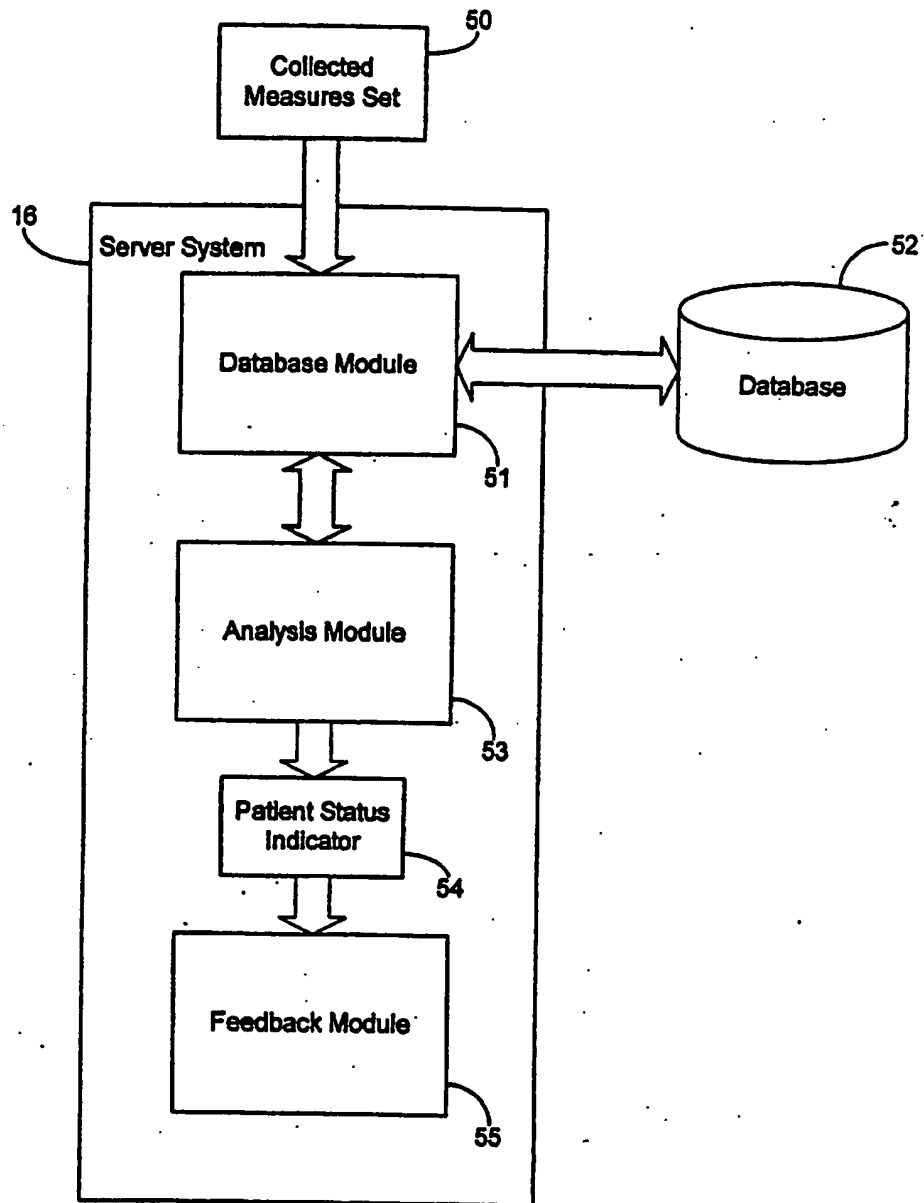 50
Collected
Measures Set
16
Server System
52
Database Module
Database
51
Analysis Module
53
Patient Status
Indicator
54
Feedback Module
55